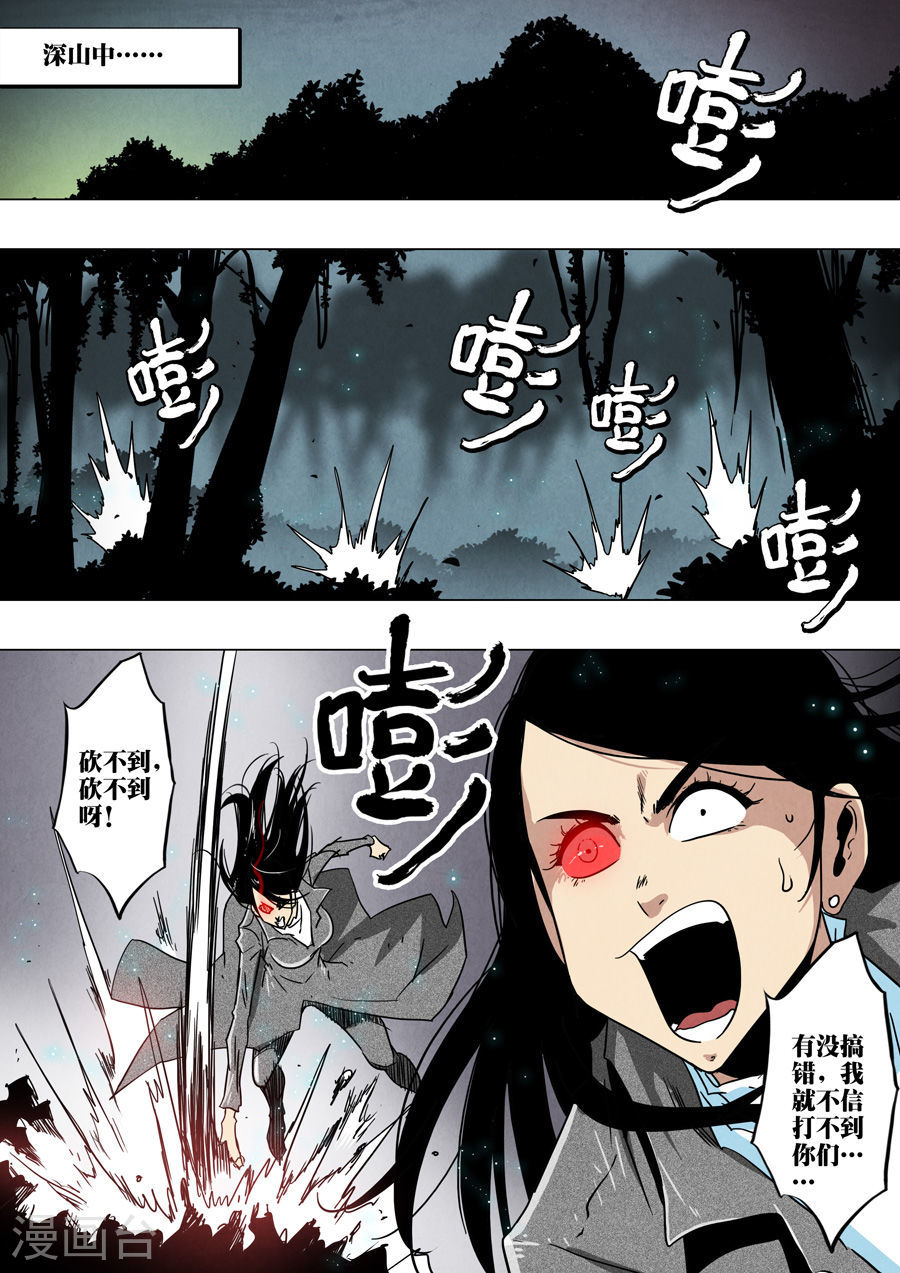 深山中……
嘭
嘭
嘭
嘭
嘭
嘭
砍不到，
砍不到
呀！
有没搞
错，我
就不信
打不到
你们……
……
漫画台